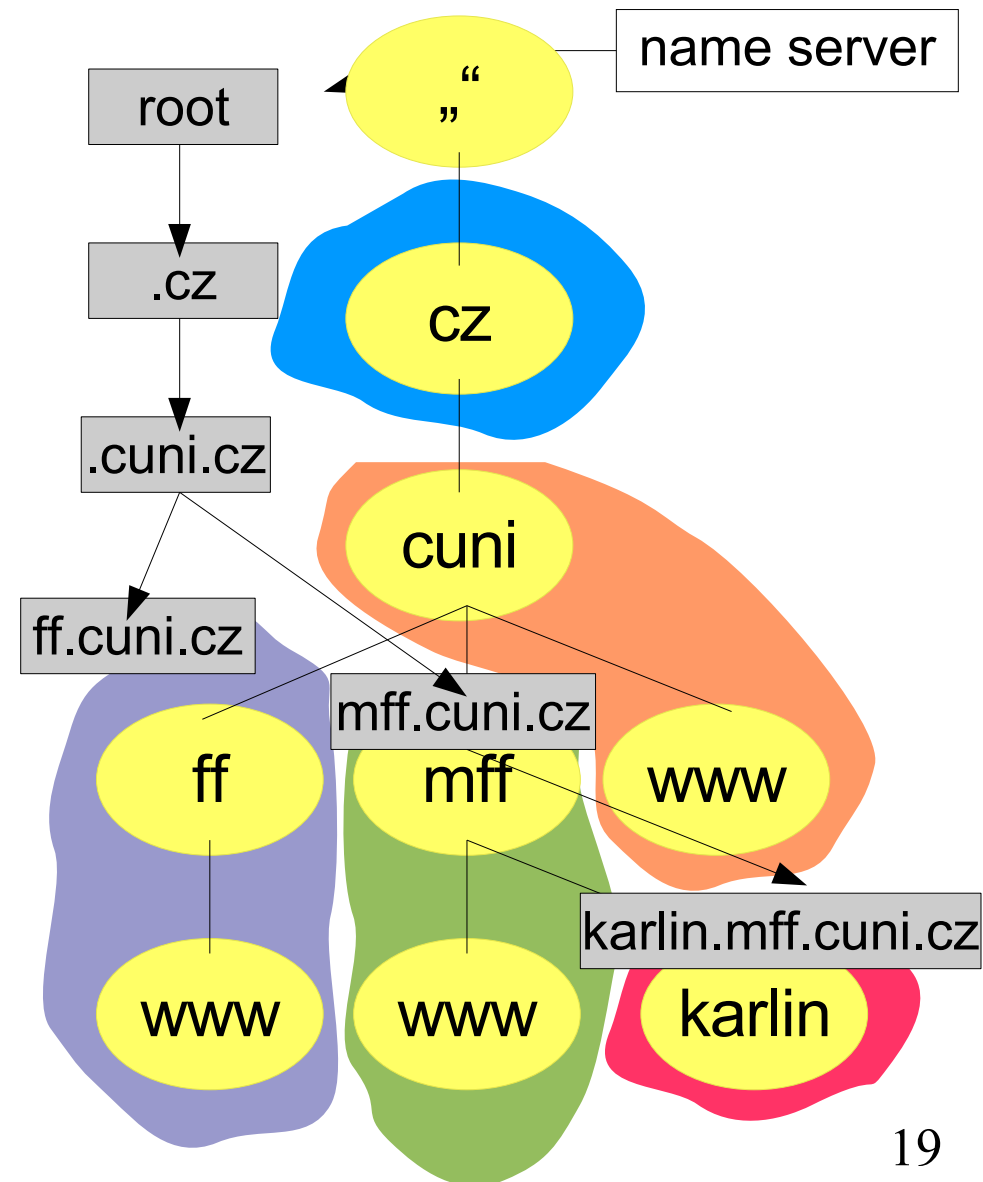 name server
root
„“
.cz
cz
.cuni.cz
cuni
ff.cuni.cz
mff.cuni.cz
ff
mff
www
karlin.mff.cuni.cz
www
www
karlin
19